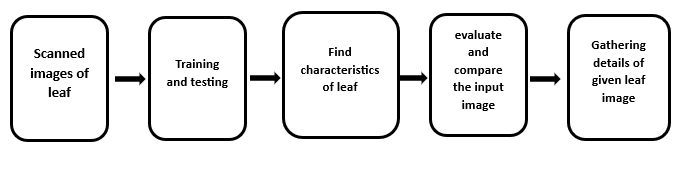 Scanned
images of
leaf
Training
and testing
Find
characteristics
of leaf
evaluate
and
compare
the input
image
Gathering
details of
given leaf
image